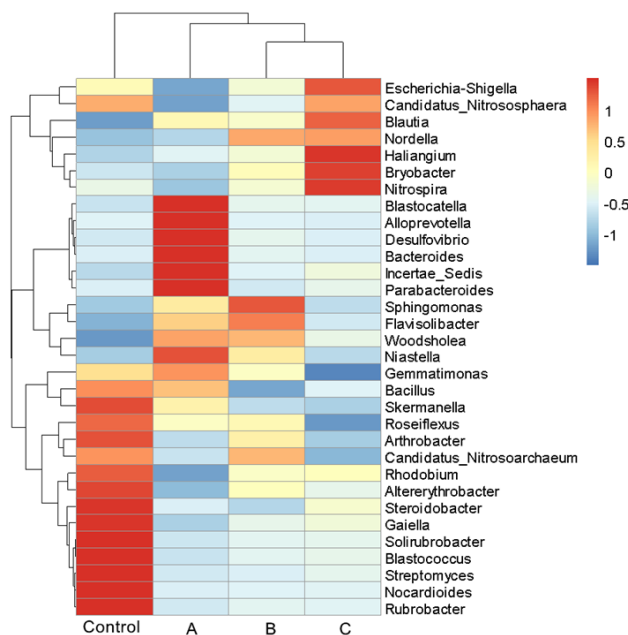 Escherichia-Shigella
Candidatus_Nitrososphaera
Blautia
Nordella
Haliangium
Bryobacter
Nitrospira
Blastocatella
Alloprevotella
Desulfovibrio
Bacteroides
Incertae_Sedis
Parabacteroides
Sphingomonas
Flavisolibacter
Woodsholea
Niastella
Gemmatimonas
Bacillus
Skermanella
Roseiflexus
Arthrobacter
Candidatus_Nitrosoarchaeum
Rhodobium
Altererythrobacter
Steroidobacter
Gaiella
Solirubrobacter
Blastococcus
Streptomyces
Nocardioides
Rubrobacter
1
0.5
0
-0.5
-1
Control A B C